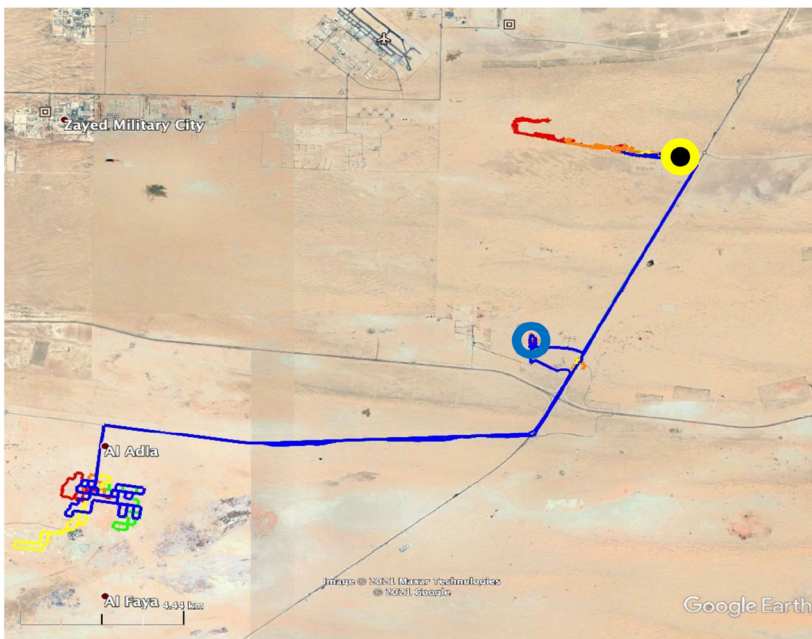 Zayed Military City
Al Adla
Image © 2021 Maxar Technologies
© 2021 Google
Al Faya
4.44 km
Google Earth